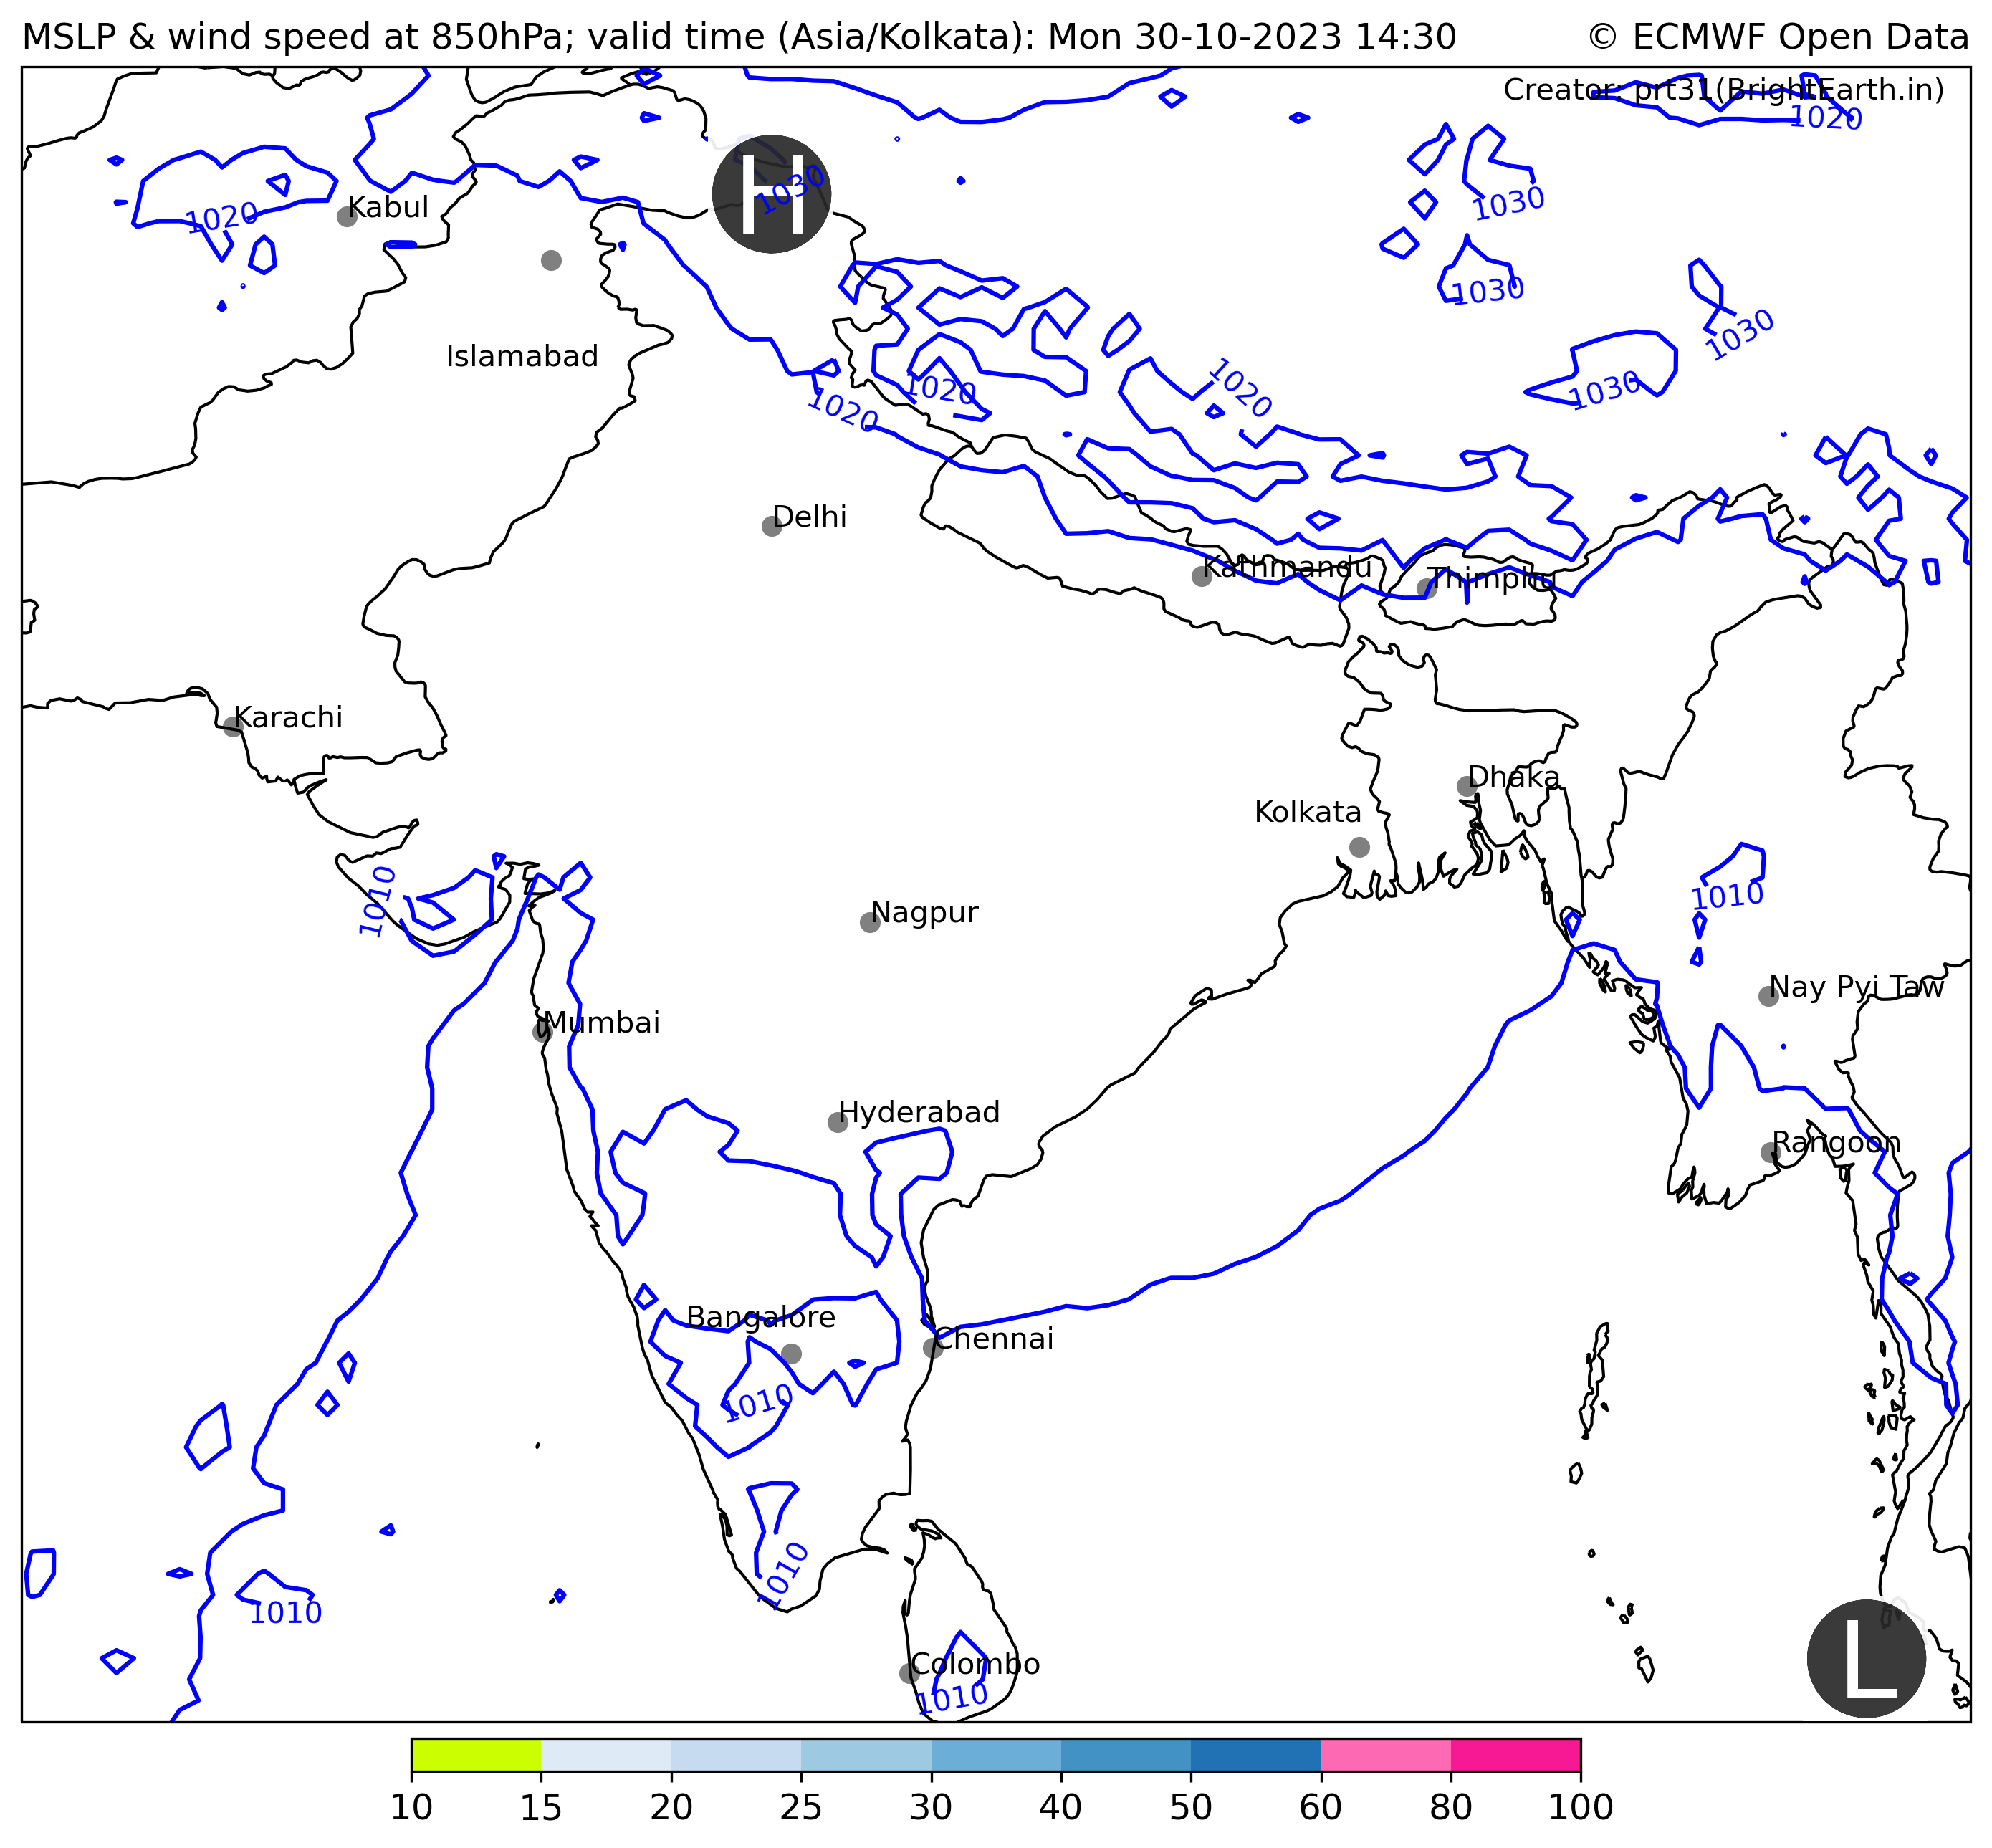 MSLP & wind speed at 850hPa; valid time (Asia/Kolkata): Mon 30-10-2023 14:30
© ECMWF Open Data
Creator: prt31(BrightEarth.in)
1020
H
1030
1030
Kabul
1020
1030
1030
Islamabad
1020
1020
1020
1030
Delhi
Kathmandu
Thimphu
Karachi
Dhaka
Kolkata
1010
1010
Nagpur
Nay Pyi Taw
Mumbai
Hyderabad
Rangoon
Bangalore
Chennai
1010
1010
1010
Colombo
1010
L
10 15 20 25 30 40 50 60 80 100